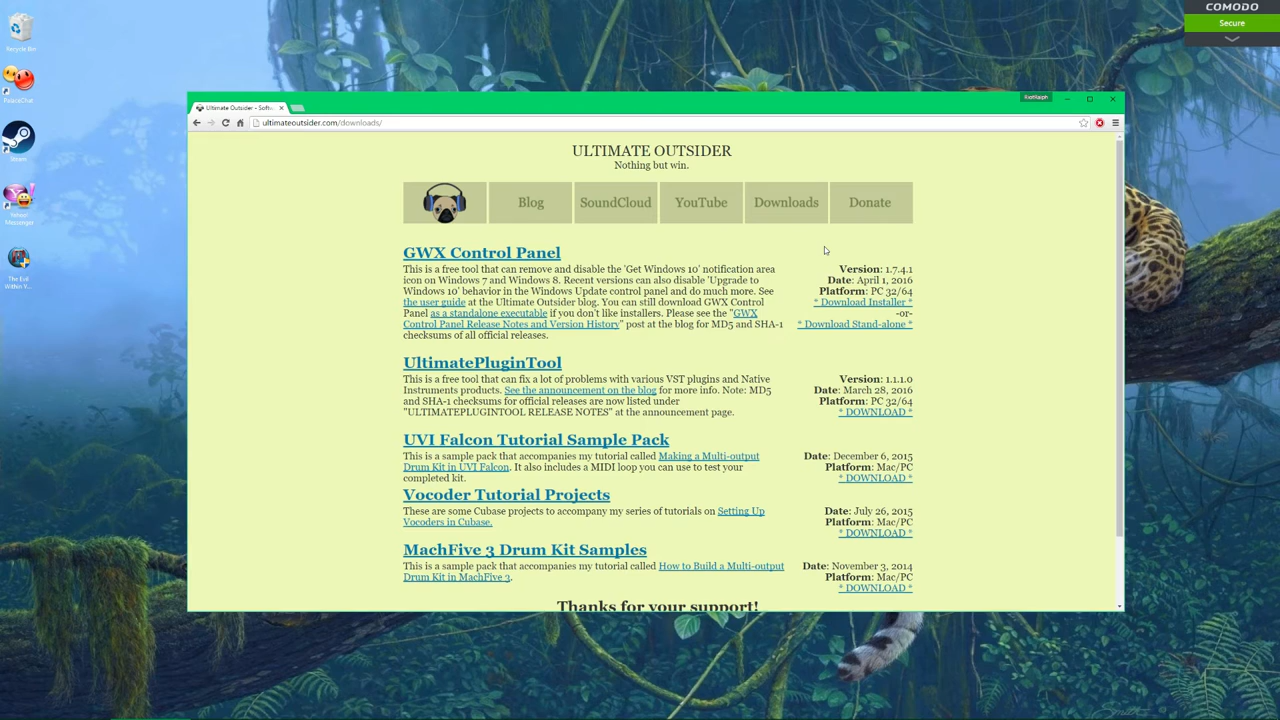 Recycle Bin
PalaceChat
Steam
Yahoo! Messenger
The Evil Within V...
COMODO
Secure
Ultimate Outsider - Softw
RiotRalph
ultimateoutsider.com/downloads/
ULTIMATE OUTSIDER
Nothing but win.
Blog
SoundCloud
YouTube
Downloads
Donate
GWX Control Panel
This is a free tool that can remove and disable the 'Get Windows 10' notification area
icon on Windows 7 and Windows 8. Recent versions can also disable 'Upgrade to
Windows 10' behavior in the Windows Update control panel and do much more. See
the user guide at the Ultimate Outsider blog. You can still download GWX Control
Panel as a standalone executable if you don't like installers. Please see the "GWX
Control Panel Release Notes and Version History" post at the blog for MD5 and SHA-1
checksums of all official releases.
Version: 1.7.4.1
Date: April 1, 2016
Platform: PC 32/64
* Download Installer *
-or-
* Download Stand-alone *
UltimatePluginTool
This is a free tool that can fix a lot of problems with various VST plugins and Native
Instruments products. See the announcement on the blog for more info. Note: MD5
and SHA-1 checksums for official releases are now listed under
"ULTIMATEPLUGINTOOL RELEASE NOTES" at the announcement page.
Version: 1.1.1.0
Date: March 28, 2016
Platform: PC 32/64
* DOWNLOAD *
UVI Falcon Tutorial Sample Pack
This is a sample pack that accompanies my tutorial called Making a Multi-output
Drum Kit in UVI Falcon. It also includes a MIDI loop you can use to test your
completed kit.
Date: December 6, 2015
Platform: Mac/PC
* DOWNLOAD *
Vocoder Tutorial Projects
These are some Cubase projects to accompany my series of tutorials on Setting Up
Vocoders in Cubase.
Date: July 26, 2015
Platform: Mac/PC
* DOWNLOAD *
MachFive 3 Drum Kit Samples
This is a sample pack that accompanies my tutorial called How to Build a Multi-output
Drum Kit in MachFive 3.
Date: November 3, 2014
Platform: Mac/PC
* DOWNLOAD *
Thanks for your support!